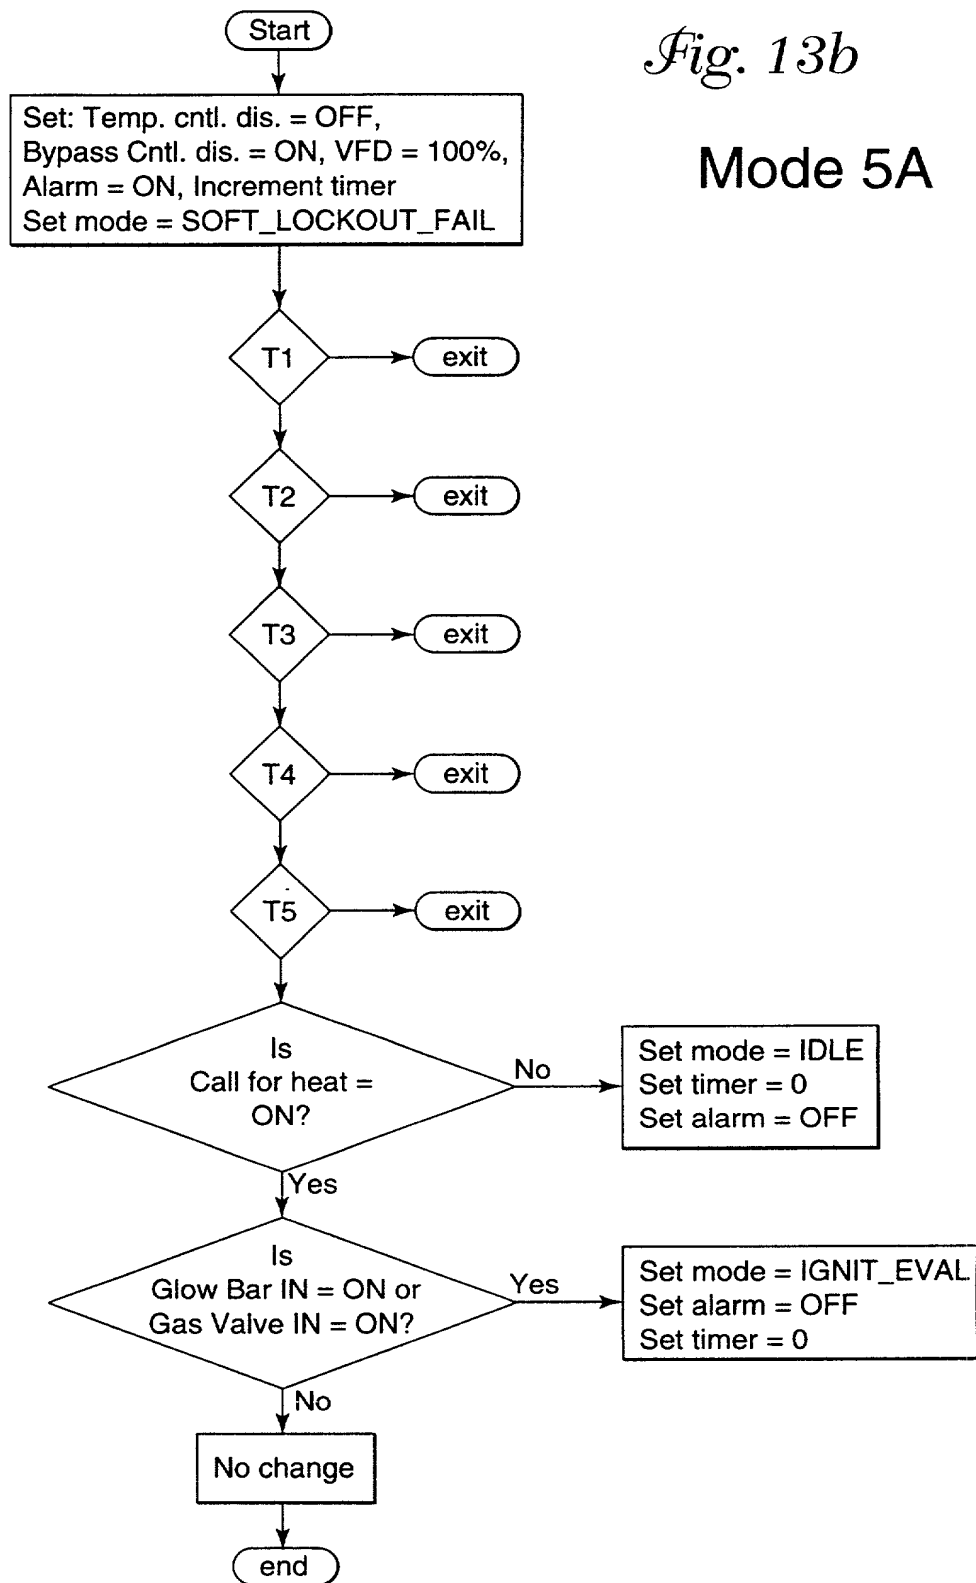 Start
Fig. 13b
Mode 5A
Set: Temp. cntl. dis. = OFF,
Bypass Cntl. dis. = ON, VFD = 100%,
Alarm = ON, Increment timer
Set mode = SOFT_LOCKOUT_FAIL
T1
exit
T2
exit
T3
exit
T4
exit
T5
exit
Is
Call for heat =
ON?
No
Set mode = IDLE
Set timer = 0
Set alarm = OFF
Yes
Is
Glow Bar IN = ON or
Gas Valve IN = ON?
Yes
Set mode = IGNIT_EVAL
Set alarm = OFF
Set timer = 0
No
No change
end